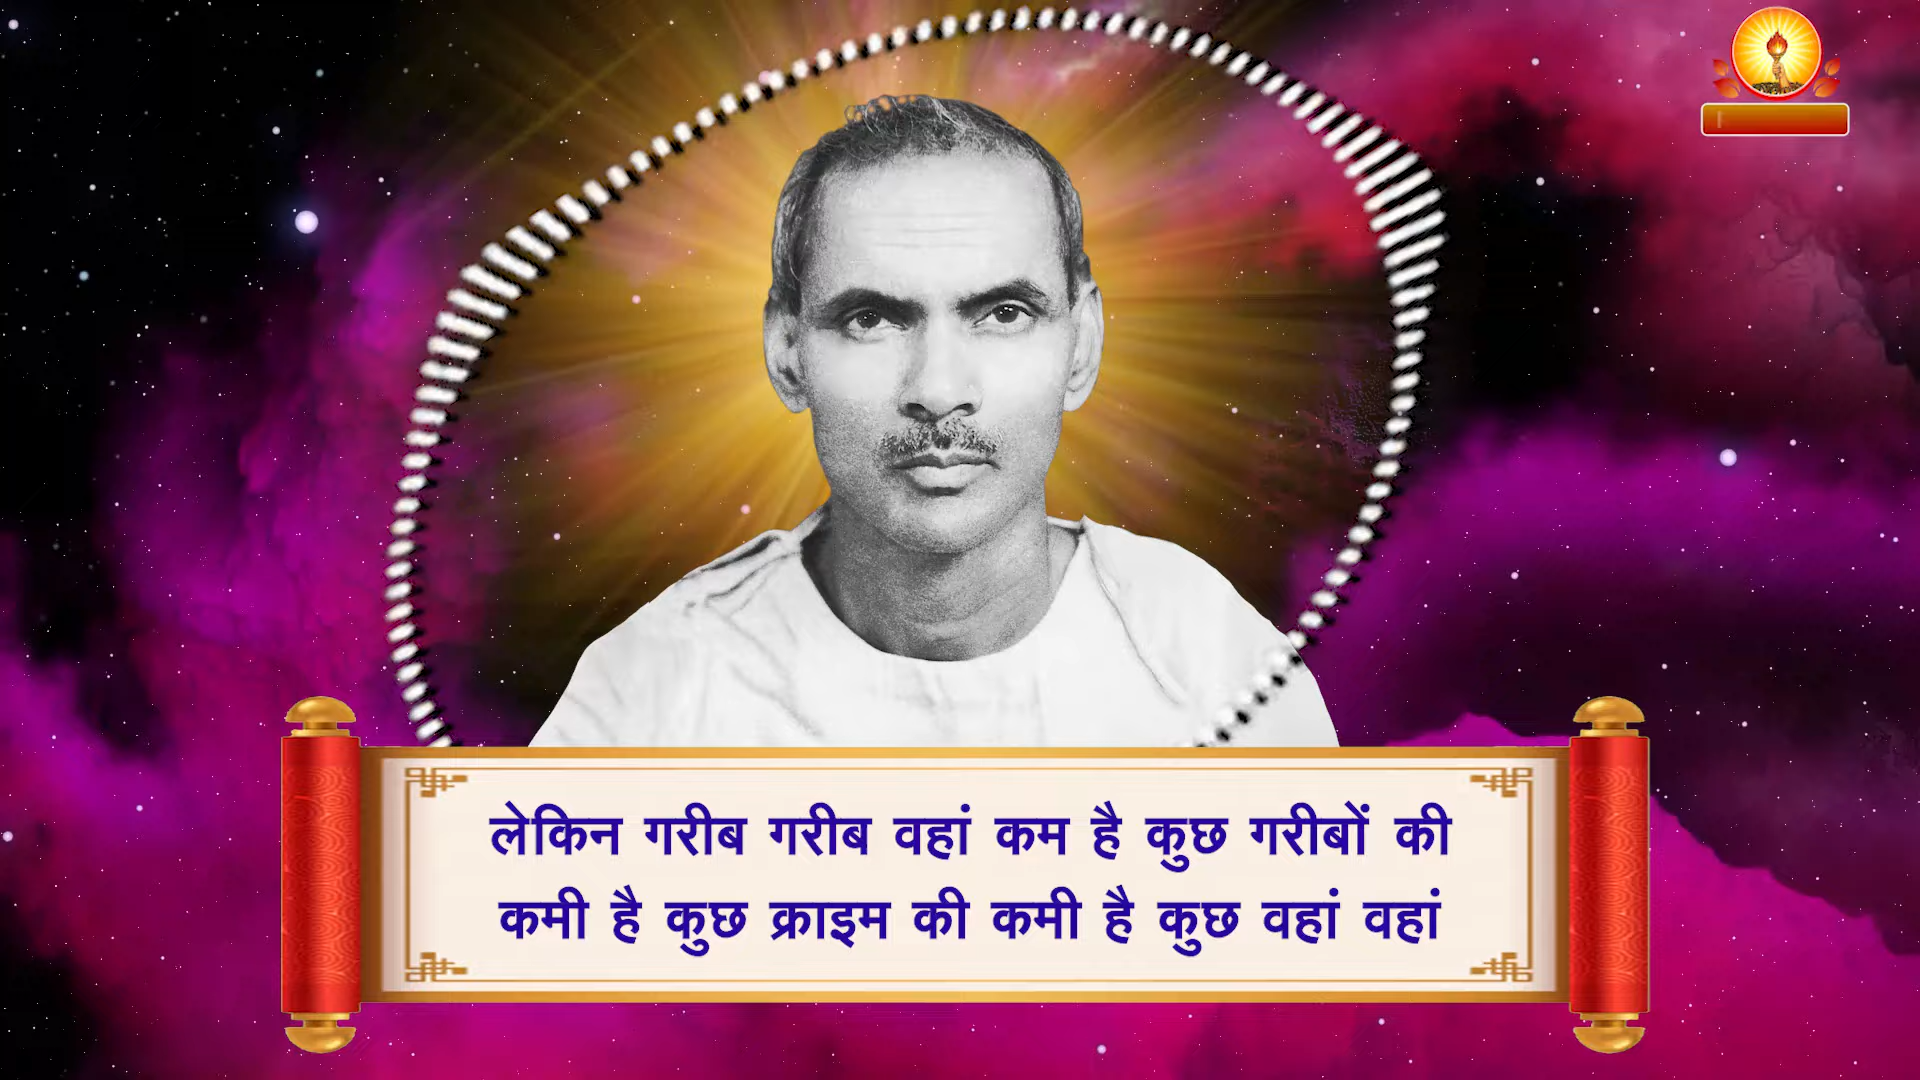 लेकिन गरीब गरीब वहां कम है कुछ गरीबों की
कमी है कुछ क्राइम की कमी है कुछ वहां वहां